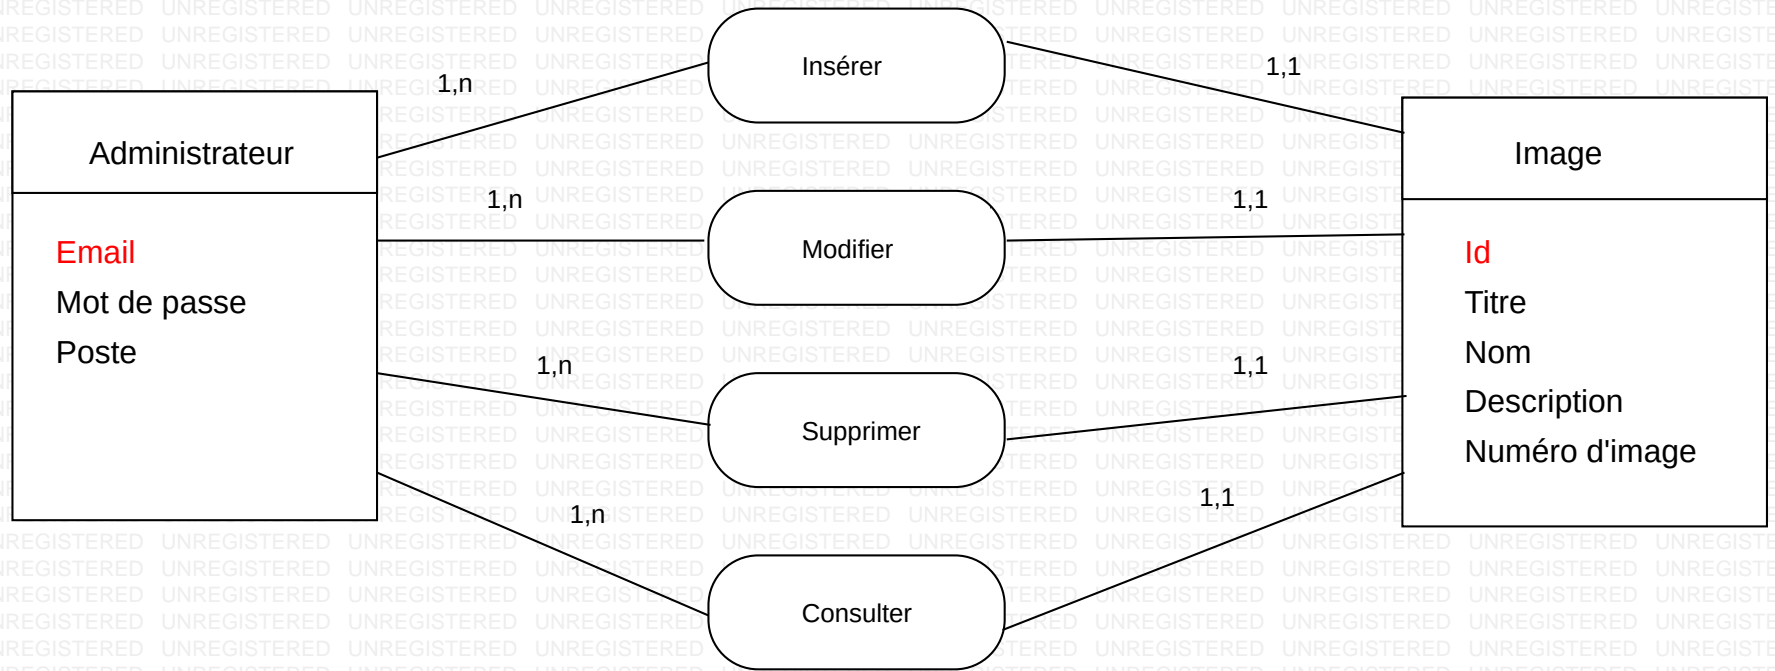 Insérer
1,n
1,1
Administrateur
Image
1,n
1,1
Modifier
Email
Mot de passe
Poste
Id
Titre
Nom
Description
Numéro d'image
1,n
1,1
Supprimer
1,n
1,1
Consulter
UNREGISTERED